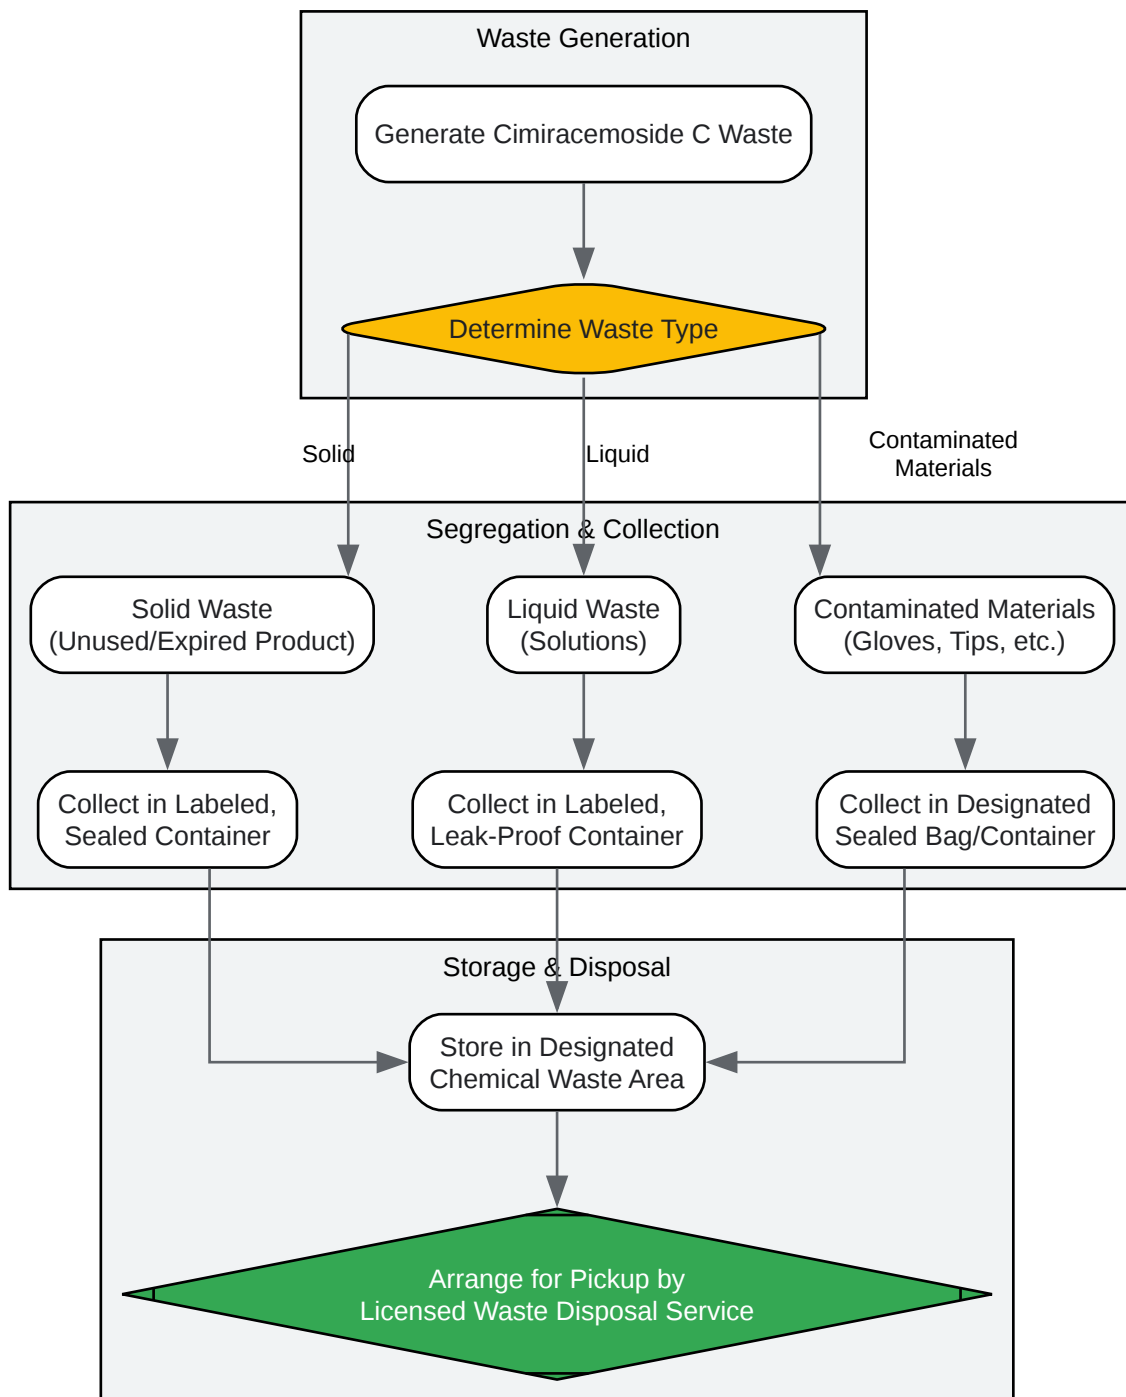 Waste Generation
Generate Cimiracemoside C Waste
Determine Waste Type
Solid
Liquid
Contaminated
Materials
Segregation & Collection
Solid Waste
(Unused/Expired Product)
Liquid Waste
(Solutions)
Contaminated Materials
(Gloves, Tips, etc.)
Collect in Labeled,
Sealed Container
Collect in Labeled,
Leak-Proof Container
Collect in Designated
Sealed Bag/Container
Storage & Disposal
Store in Designated
Chemical Waste Area
Arrange for Pickup by
Licensed Waste Disposal Service